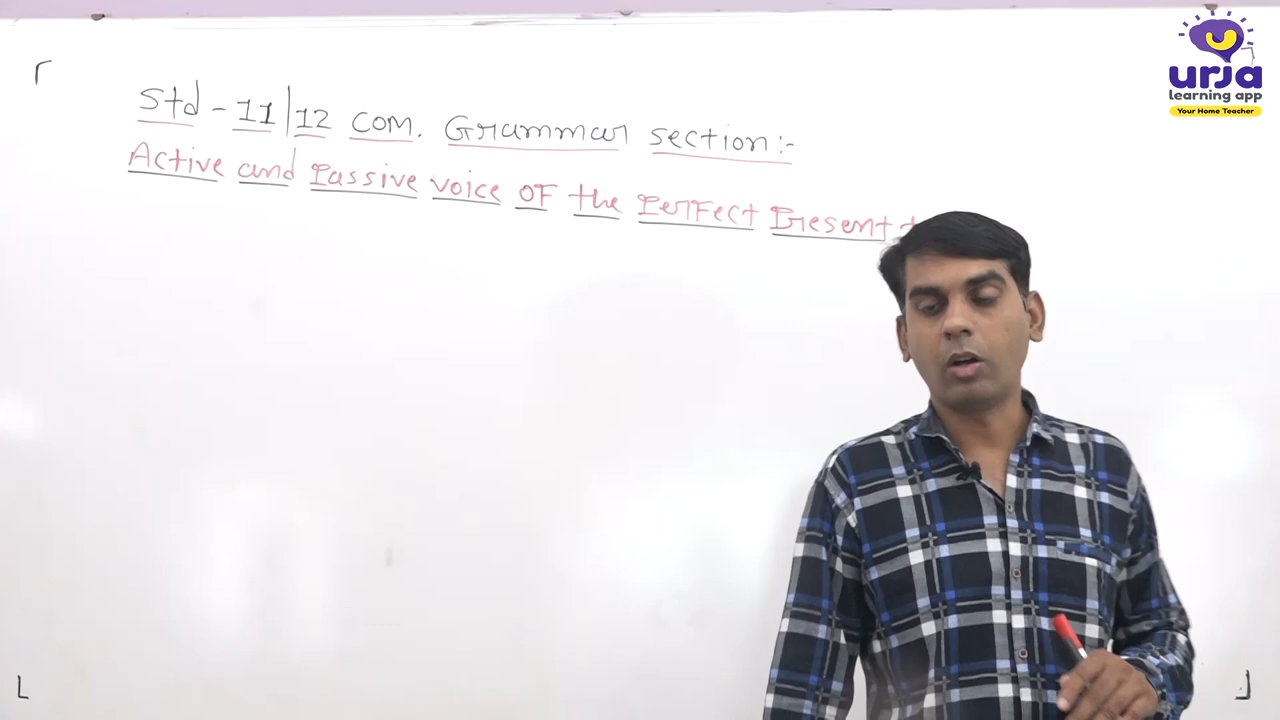 Std - 11|12 com. Grammar section:-
Active and Passive voice of the Perfect Present
urja
learning app
Your Home Teacher